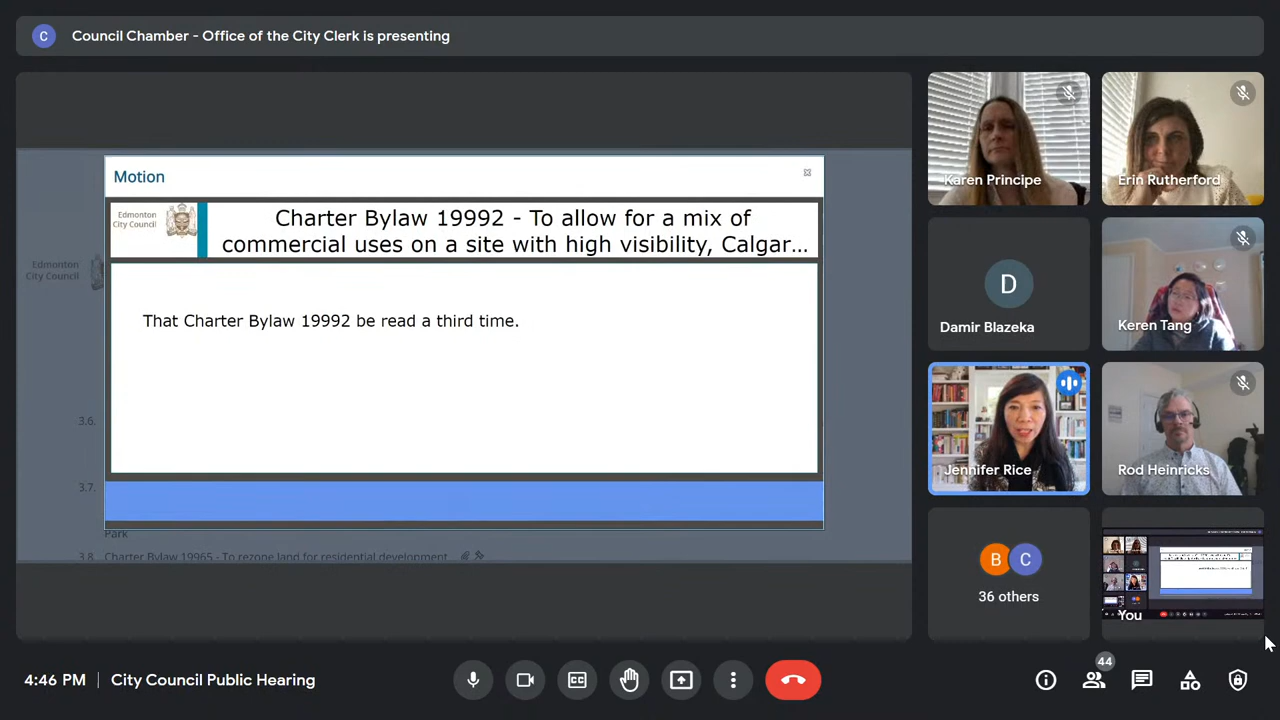 C
Council Chamber - Office of the City Clerk is presenting
Motion
Edmonton
City Council
Charter Bylaw 19992 - To allow for a mix of
commercial uses on a site with high visibility, Calgar...
That Charter Bylaw 19992 be read a third time.
Edmonton
City Council
3.6.
3.7.
Park
3.8. Charter Bylaw 19965 - To rezone land for residential development
Karen Principe
Erin Rutherford
D
Damir Blazeka
Keren Tang
Jennifer Rice
Rod Heinricks
B C
36 others
You
4:46 PM | City Council Public Hearing
CC
44